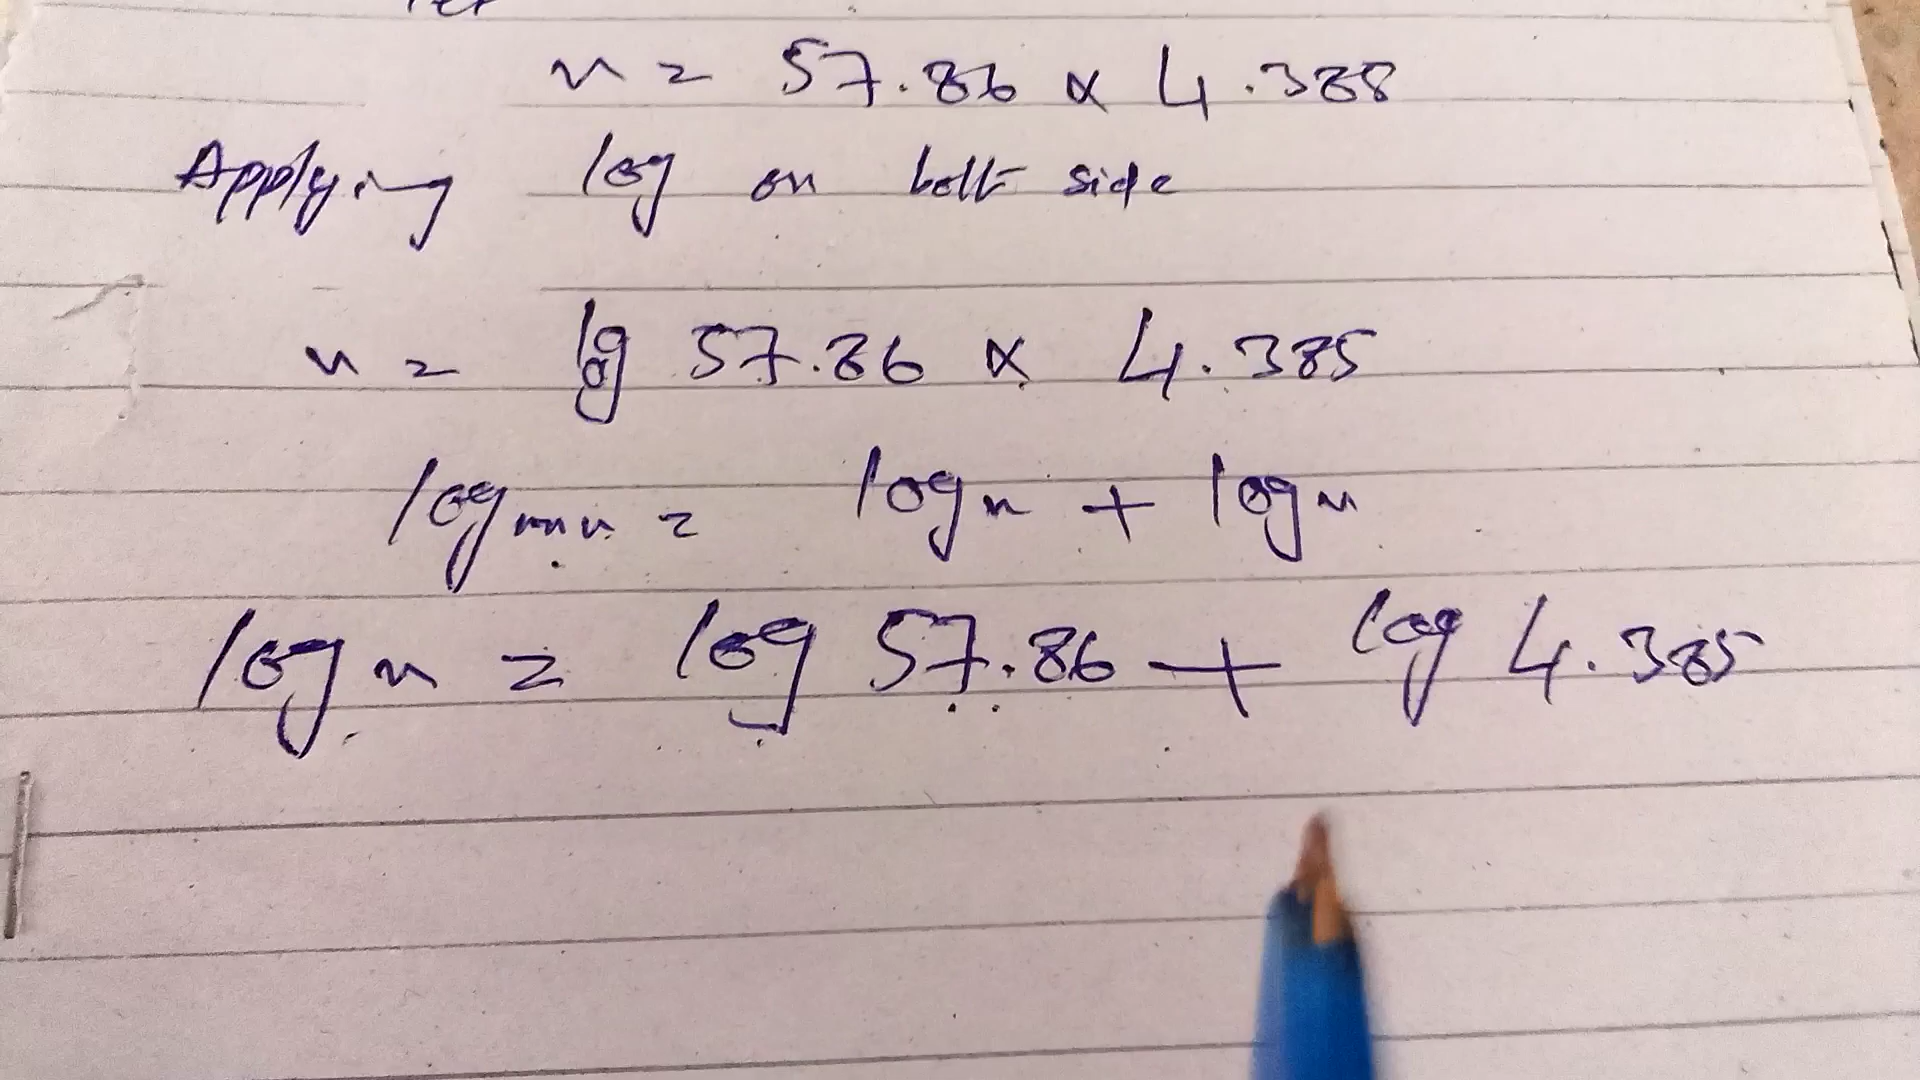 n = 57.86 x 4.388
Applying log on both side
n = log 57.86 x 4.385
log mn = log n + log n
log n = log 57.86 + log 4.385